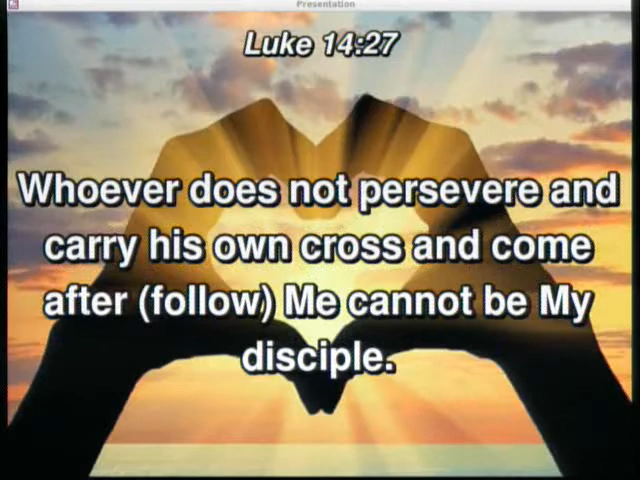 Presentation
Luke 14:27
Whoever does not persevere and
carry his own cross and come
after (follow) Me cannot be My
disciple.